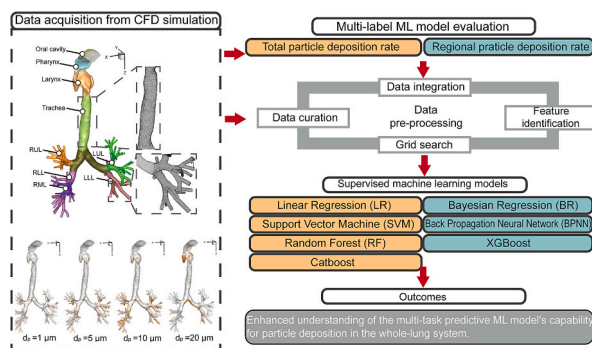 Data acquisition from CFD simulation
Oral cavity
Pharynx
Larynx
Trachea
RUL
LUL
RLL
RML
LLL
X
Y
Z
dp =1 μm
dp =5 μm
dp =10 μm
dp =20 μm
Multi-label ML model evaluation
Total particle deposition rate
Regional praticle deposition rate
Data integration
Data curation
Data
pre-processing
Feature
identification
Grid search
Supervised machine learning models
Linear Regression (LR)
Bayesian Regression (BR)
Support Vector Machine (SVM)
Back Propagation Neural Network (BPNN)
Random Forest (RF)
XGBoost
Catboost
Outcomes
Enhanced understanding of the multi-task predictive ML model's capability
for particle deposition in the whole-lung system.